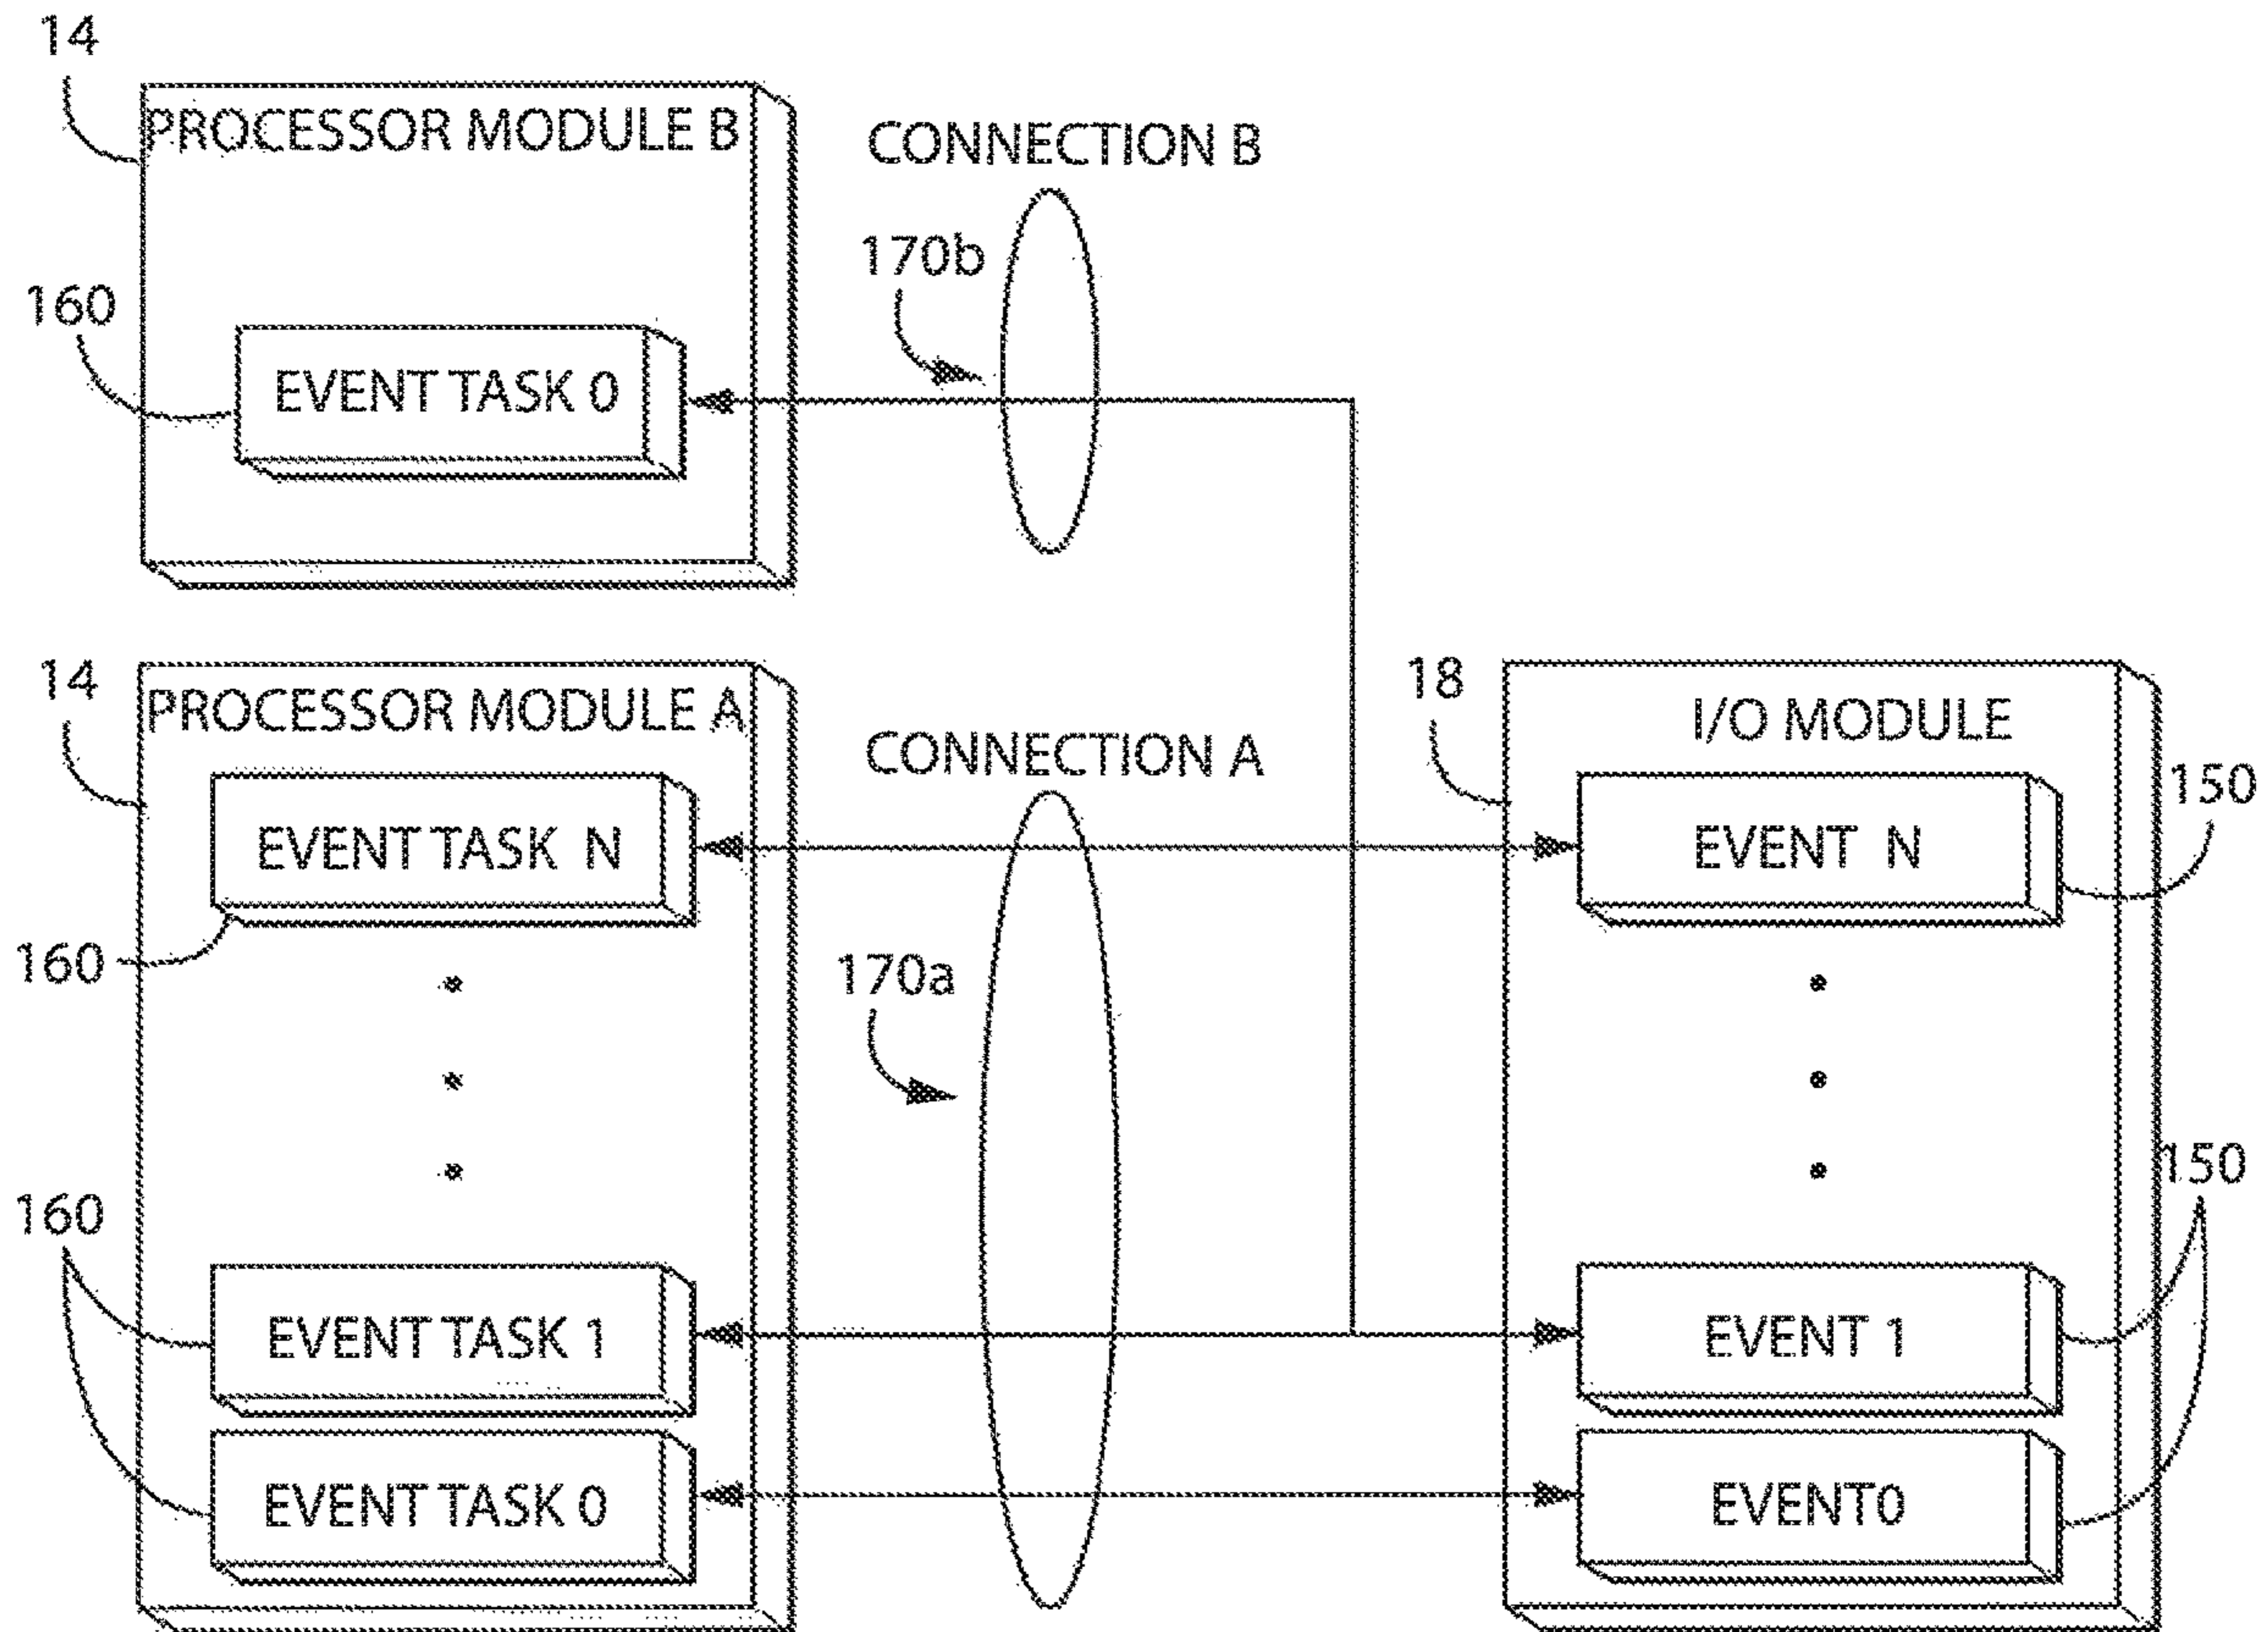 14
PROCESSOR MODULE B
CONNECTION B
170b
160
EVENT TASK 0
14
PROCESSOR MODULE A
CONNECTION A
18
I/O MODULE
150
EVENT TASK  N
EVENT  N
160
170a
150
160
EVENT TASK 1
EVENT 1
EVENT TASK 0
EVENT0